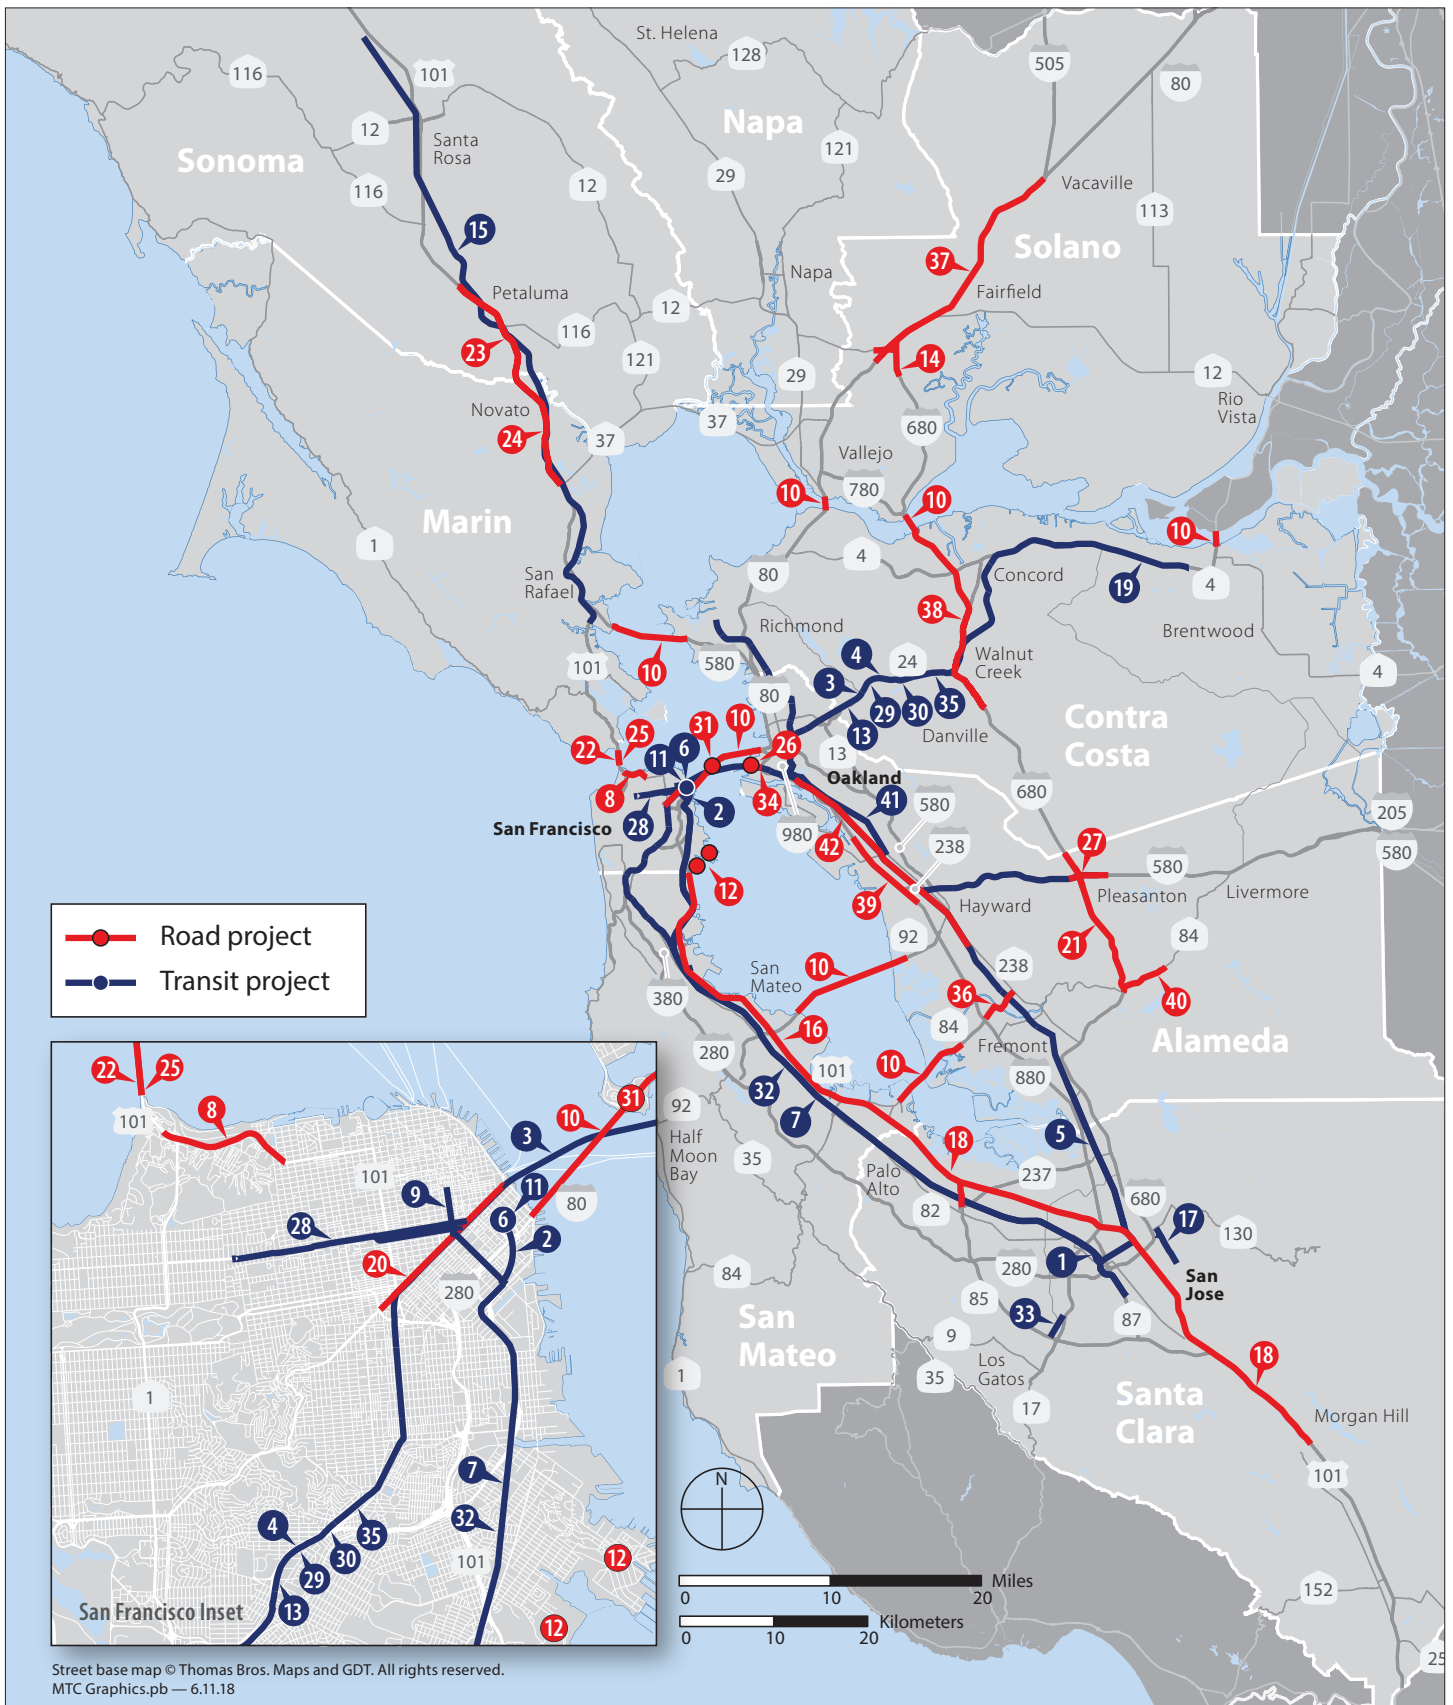 St. Helena
128
505
80
116
101
Napa
12
Santa
Rosa
121
Sonoma
29
Vacaville
116
12
113
15
Solano
37
Napa
Petaluma
Fairfield
12
116
23
121
14
29
12
Novato
Rio
Vista
37
24
37
680
Vallejo
780
10
10
Marin
10
1
4
80
San
Rafael
Concord
19
4
38
Richmond
Brentwood
4
24
Walnut
Creek
101
10
580
3
80
29
30
35
4
Contra
Costa
31
10
13
Danville
22
25
11
6
26
13
Oakland
680
8
34
41
580
205
San Francisco
28
2
980
42
238
580
27
580
12
39
Hayward
Pleasanton
Livermore
Road project
92
21
84
Transit project
San
Mateo
10
238
380
36
40
16
84
Fremont
Alameda
280
101
10
880
32
7
92
Half
Moon
Bay
35
18
5
Palo
Alto
237
82
680
17
130
1
280
San
Jose
84
85
33
87
San
Mateo
9
Los
Gatos
35
18
1
17
Santa
Clara
Morgan Hill
101
152
25
22
25
31
101
8
10
3
101
9
11
80
28
6
2
20
280
1
7
32
4
35
30
29
101
12
13
San Francisco Inset
12
N
Miles
0
10
20
Kilometers
0
10
20
Street base map © Thomas Bros. Maps and GDT. All rights reserved.
MTC Graphics.pb — 6.11.18